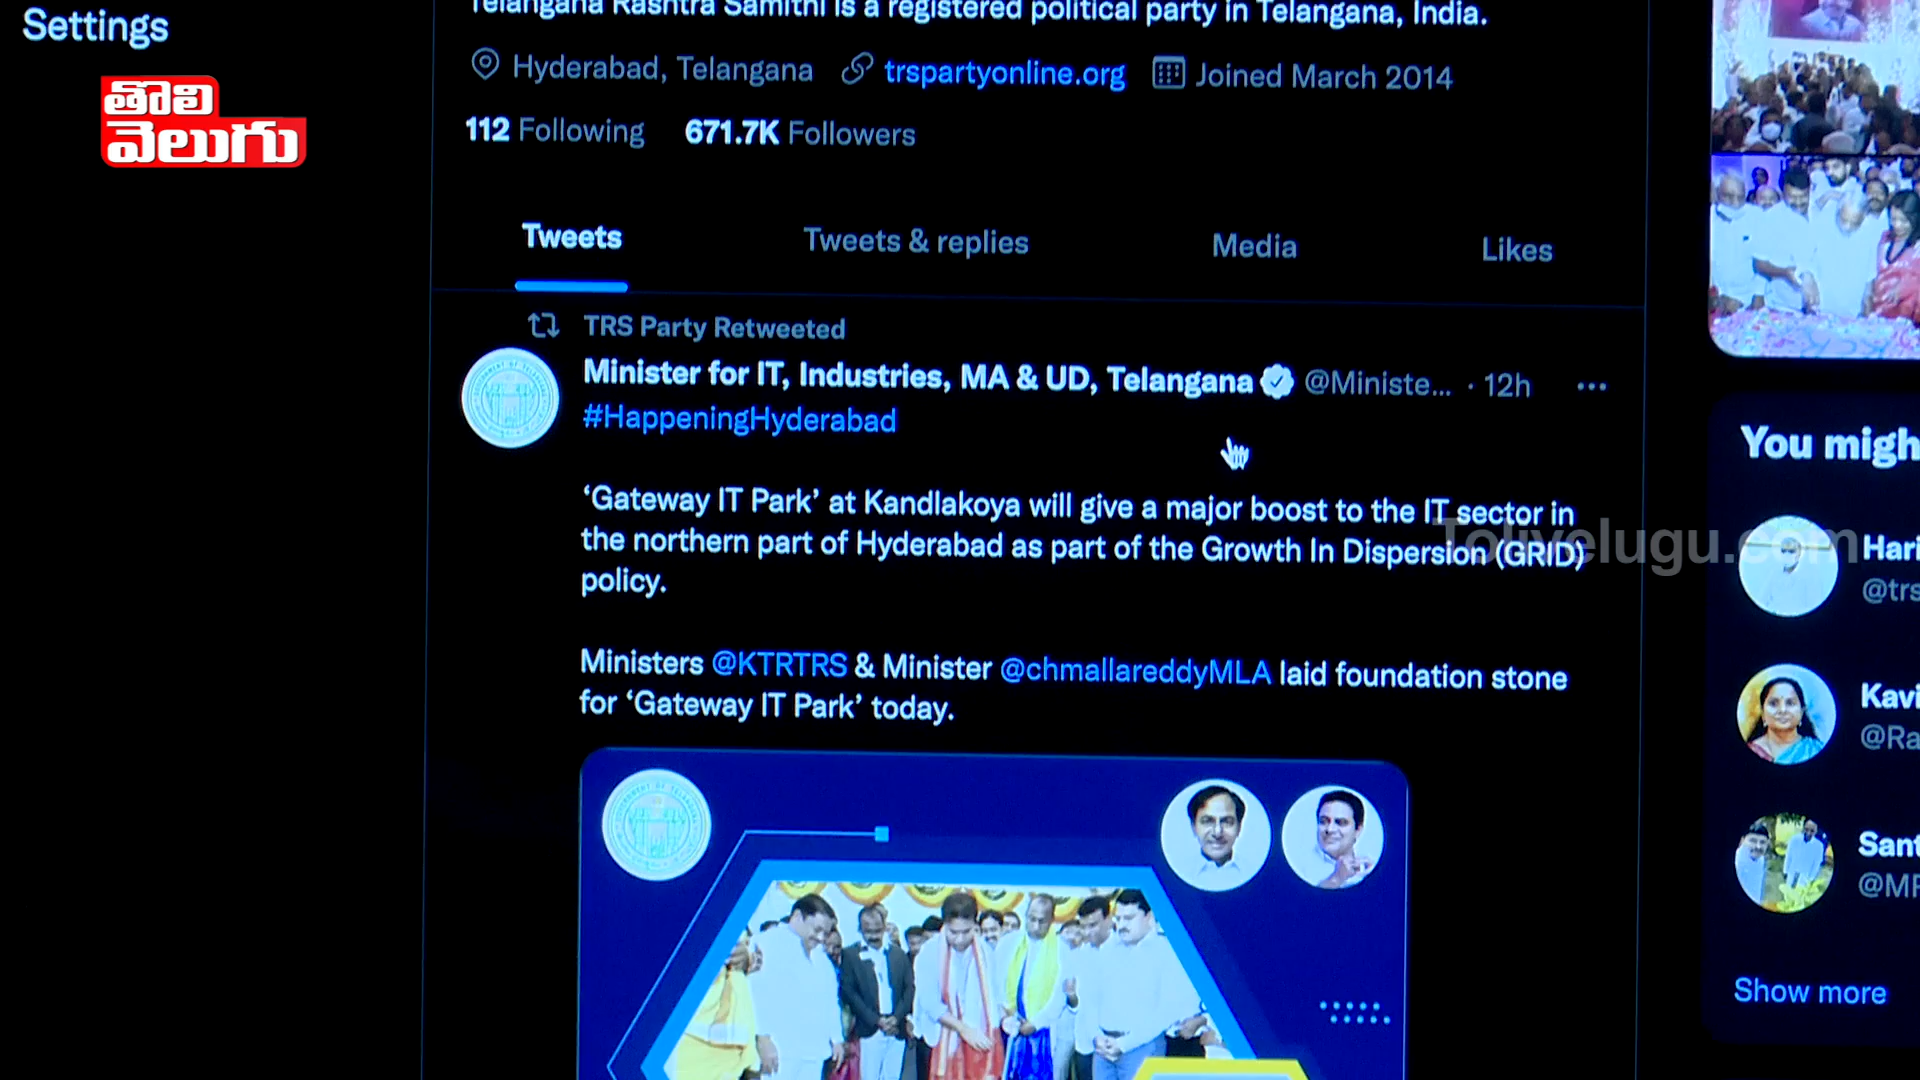 Settings
తొలి
వెలుగు
Telangana Rashtra Samithi is a registered political party in Telangana, India.
Hyderabad, Telangana trspartyonline.org Joined March 2014
112 Following 671.7K Followers
Tweets Tweets & replies Media Likes
TRS Party Retweeted
Minister for IT, Industries, MA & UD, Telangana @Ministe... · 12h
#HappeningHyderabad
‘Gateway IT Park’ at Kandlakoya will give a major boost to the IT sector in
the northern part of Hyderabad as part of the Growth In Dispersion (GRID)
policy.
Ministers @KTRTRS & Minister @chmallareddyMLA laid foundation stone
for ‘Gateway IT Park’ today.
Tolivelugu.com
You migh
Hari
@trs
Kavi
@Ra
Sant
@MP
Show more